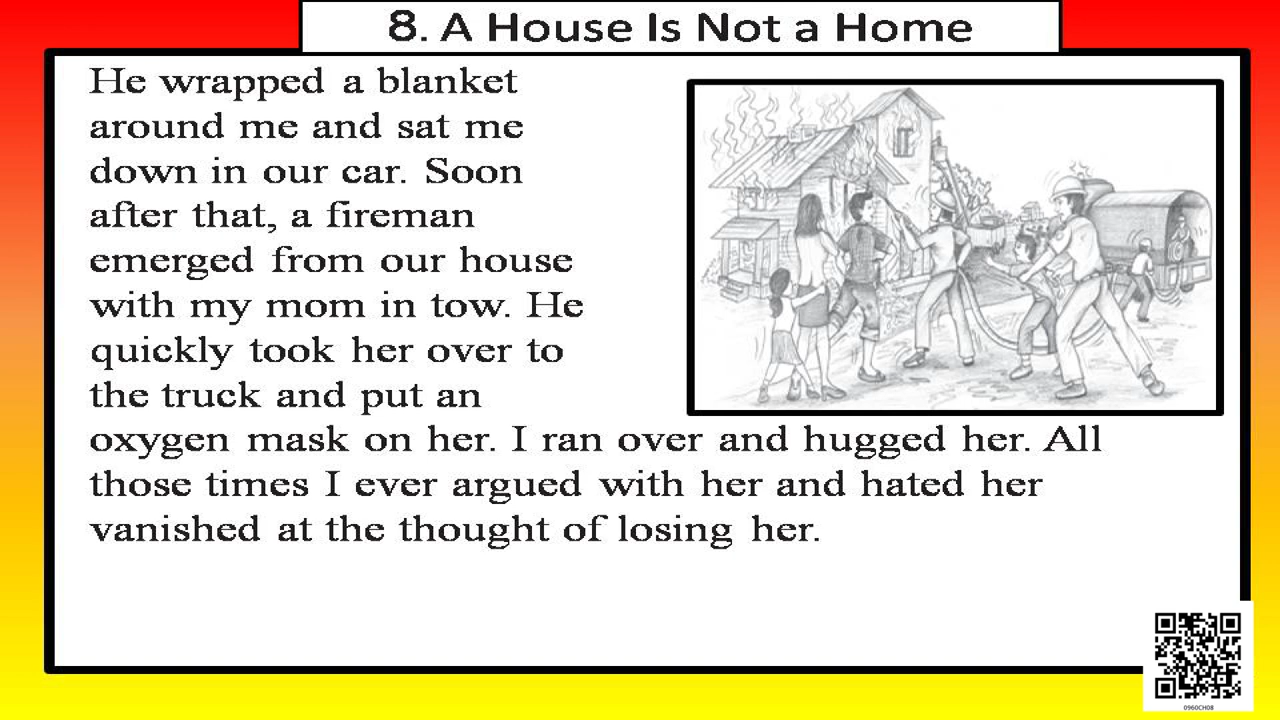 8. A House Is Not a Home
He wrapped a blanket
around me and sat me
down in our car. Soon
after that, a fireman
emerged from our house
with my mom in tow. He
quickly took her over to
the truck and put an
oxygen mask on her. I ran over and hugged her. All
those times I ever argued with her and hated her
vanished at the thought of losing her.
0960CH08